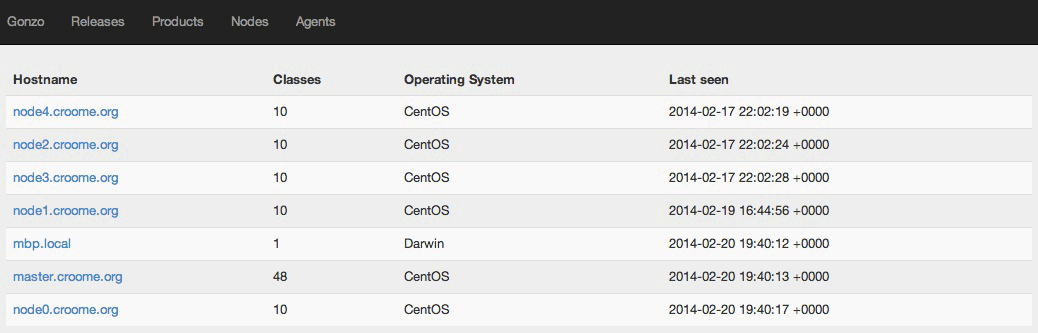 Gonzo Releases Products Nodes Agents
Hostname Classes Operating System Last seen
node4.croome.org 10 CentOS 2014-02-17 22:02:19 +0000
node2.croome.org 10 CentOS 2014-02-17 22:02:24 +0000
node3.croome.org 10 CentOS 2014-02-17 22:02:28 +0000
node1.croome.org 10 CentOS 2014-02-19 16:44:56 +0000
mbp.local 1 Darwin 2014-02-20 19:40:12 +0000
master.croome.org 48 CentOS 2014-02-20 19:40:13 +0000
node0.croome.org 10 CentOS 2014-02-20 19:40:17 +0000